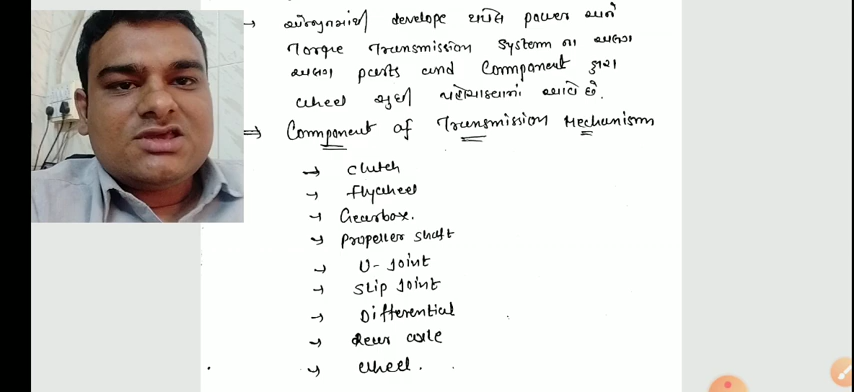 → એન્જીનમાંથી develope થયેલ power અને
Torque Transmission System ના અલગ
અલગ parts and Component દ્વારા
wheel સુધી પહોંચાડવામાં આવે છે.
⇒ Component of Transmission Mechanism
→ Clutch
→ flywheel
→ Gearbox.
→ Propeller shaft
→ U-Joint
→ Slip Joint
→ Differential
→ Rear axle
→ Wheel.